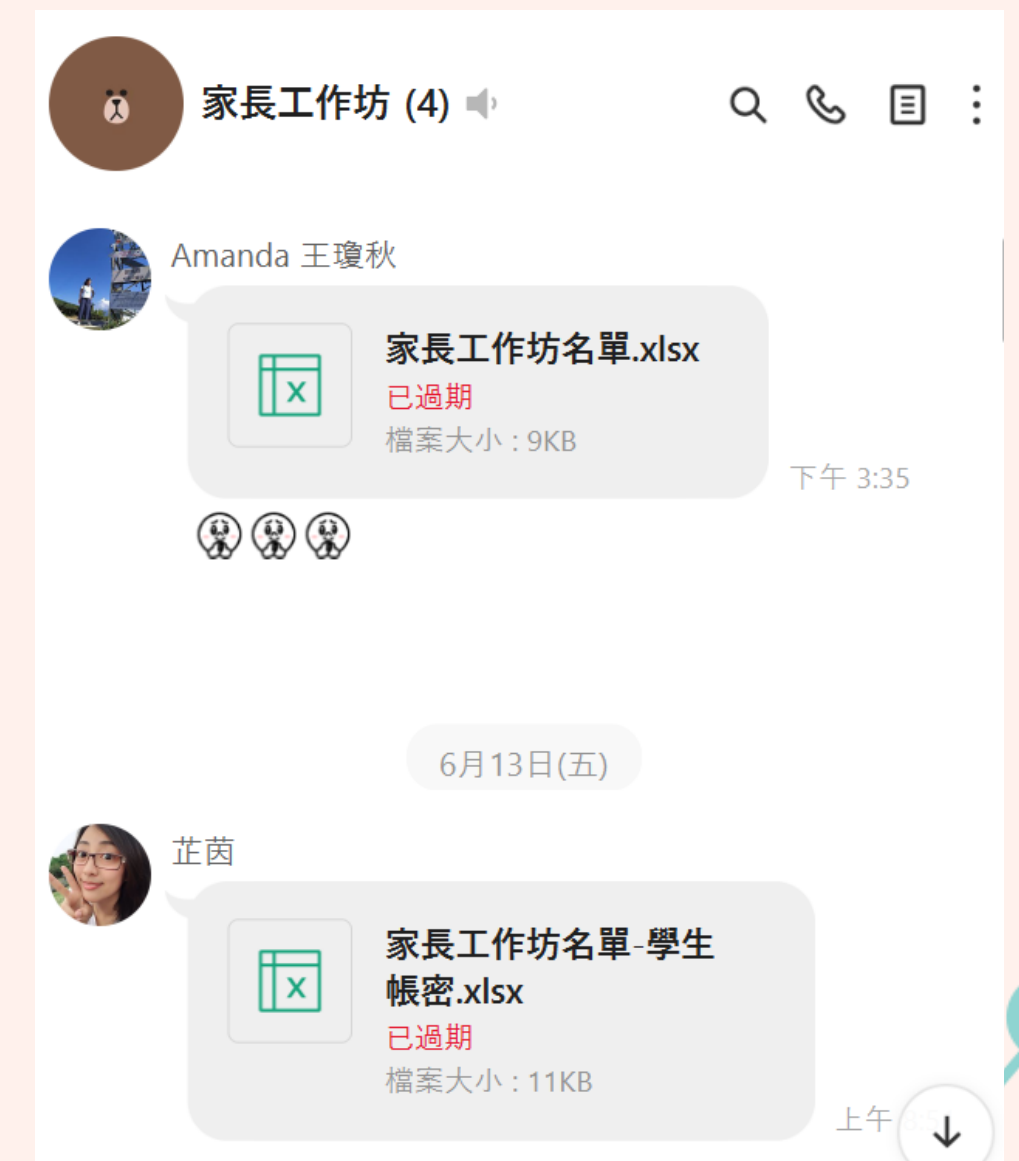 家長工作坊 (4)
Amanda 王瓊秋
家長工作坊名單.xlsx
已過期
檔案大小 : 9KB
下午 3:35
6月13日(五)
芷茵
家長工作坊名單-學生
帳密.xlsx
已過期
檔案大小 : 11KB
上午